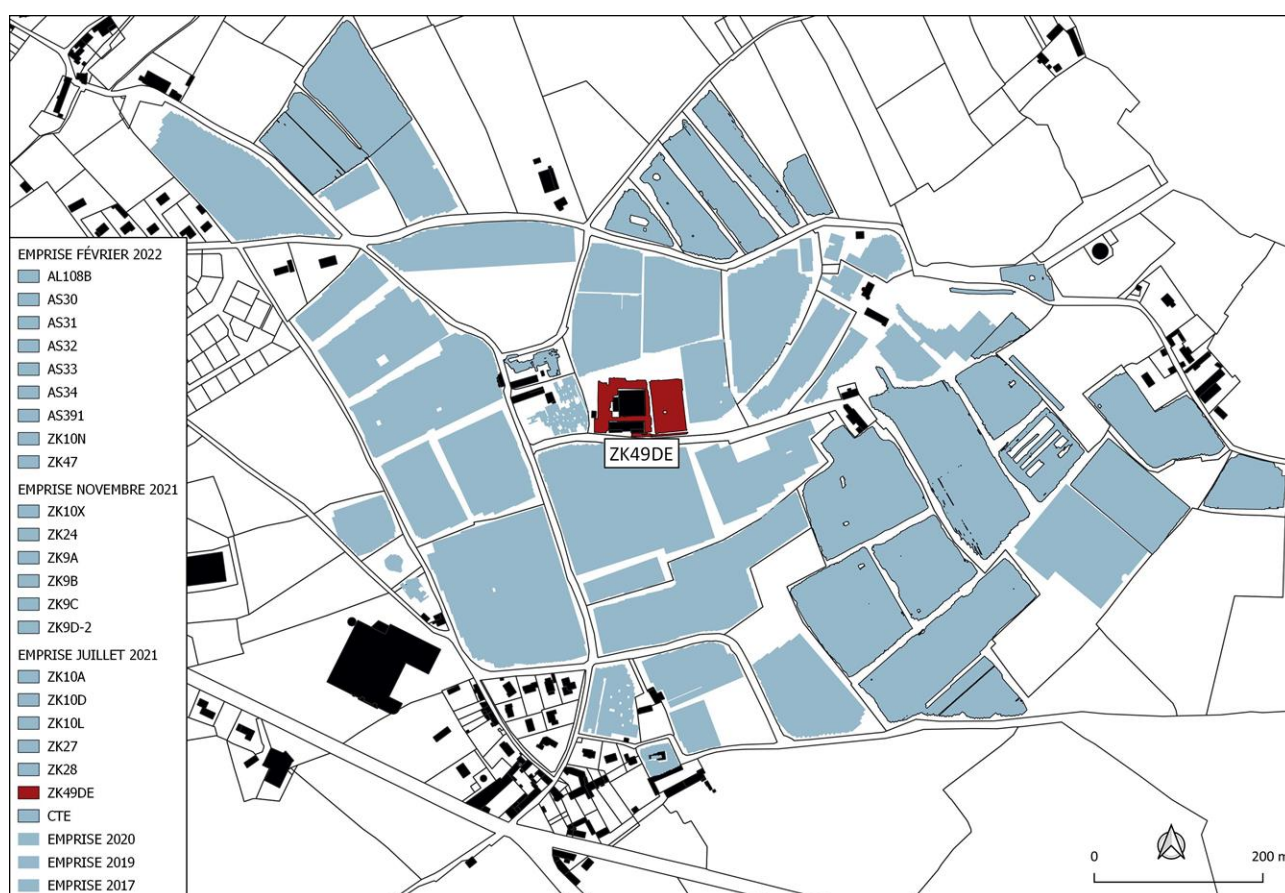 EMPRISE FÉVRIER 2022
AL108B
AS30
AS31
AS32
AS33
AS34
AS391
ZK10N
ZK47
EMPRISE NOVEMBRE 2021
ZK10X
ZK24
ZK9A
ZK9B
ZK9C
ZK9D-2
EMPRISE JUILLET 2021
ZK10A
ZK10D
ZK10L
ZK27
ZK28
ZK49DE
CTE
EMPRISE 2020
EMPRISE 2019
EMPRISE 2017
ZK49DE
0 200 m